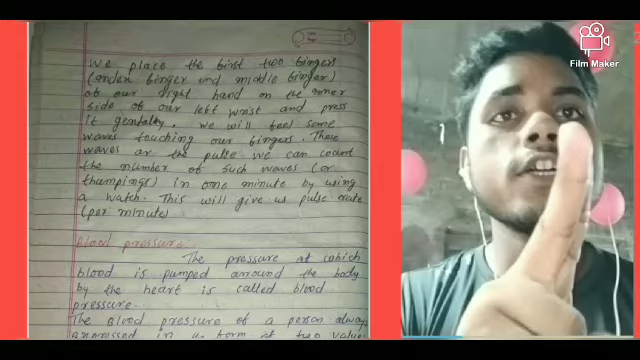 We place the first two fingers
(inden finger and middle finger)
of our right hand on the inner
side of our left wrist and press
it gentally, we will feel some
waves touching our fingers. These
waves are the pulse we can count
the number of such waves (or
thumpings) in one minute by using
a watch. This will give us pulse rate
(per minute)
Blood pressure
The pressure at which
blood is pumped arround the body
by the heart is called blood
pressure.
The Blood pressure of a person always
expressed in form of two value
Film Maker